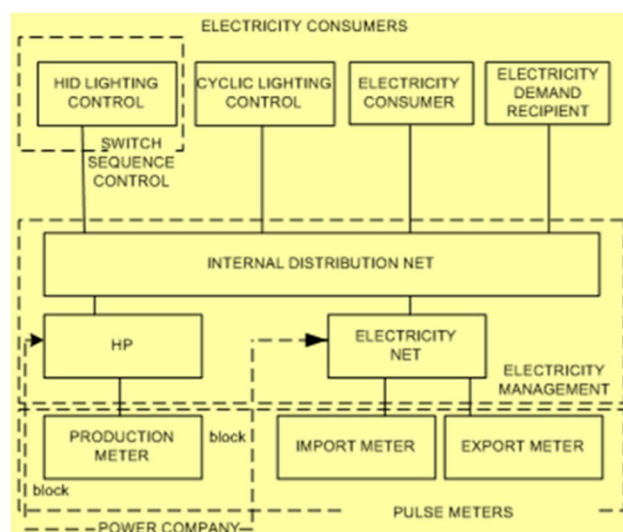 ELECTRICITY CONSUMERS
HID LIGHTING
CONTROL
CYCLIC LIGHTING
CONTROL
ELECTRICITY
CONSUMER
ELECTRICITY
DEMAND
RECIPIENT
SWITCH
SEQUENCE
CONTROL
INTERNAL DISTRIBUTION NET
HP
ELECTRICITY
NET
ELECTRICITY
MANAGEMENT
PRODUCTION
METER
block
IMPORT METER
EXPORT METER
block
PULSE METERS
POWER COMPANY